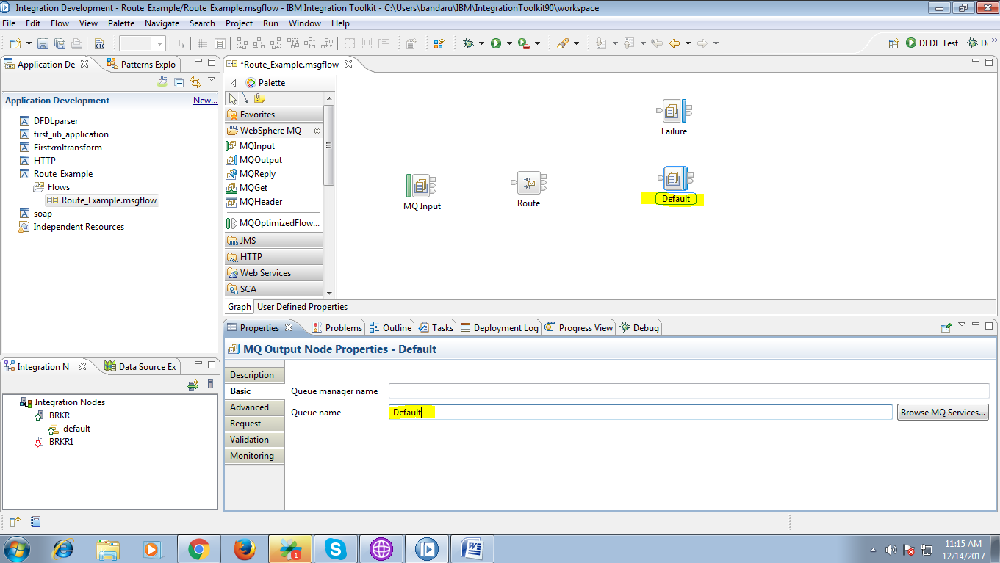 Integration Development - Route_Example/Route_Example.msgflow - IBM Integration Toolkit - C:\Users\bandaru\IBM\IntegrationToolkit90\workspace
File Edit Flow View Palette Navigate Search Project Run Window Help
DFDL Test
Application De
Patterns Explo
Application Development
New...
DFDLparser
first_iib_application
Firstxmltransform
HTTP
Route_Example
Flows
Route_Example.msgflow
soap
Independent Resources
*Route_Example.msgflow
Palette
Favorites
WebSphere MQ
MQInput
MQOutput
MQReply
MQGet
MQHeader
MQOptimizedFlow...
JMS
HTTP
Web Services
SCA
MQ Input
Route
Failure
Default
Graph
User Defined Properties
Integration N
Data Source Ex
Integration Nodes
BRKR
default
BRKR1
Properties
Problems
Outline
Tasks
Deployment Log
Progress View
Debug
MQ Output Node Properties - Default
Description
Basic
Advanced
Request
Validation
Monitoring
Queue manager name
Queue name
Default
Browse MQ Services...
11:15 AM
12/14/2017